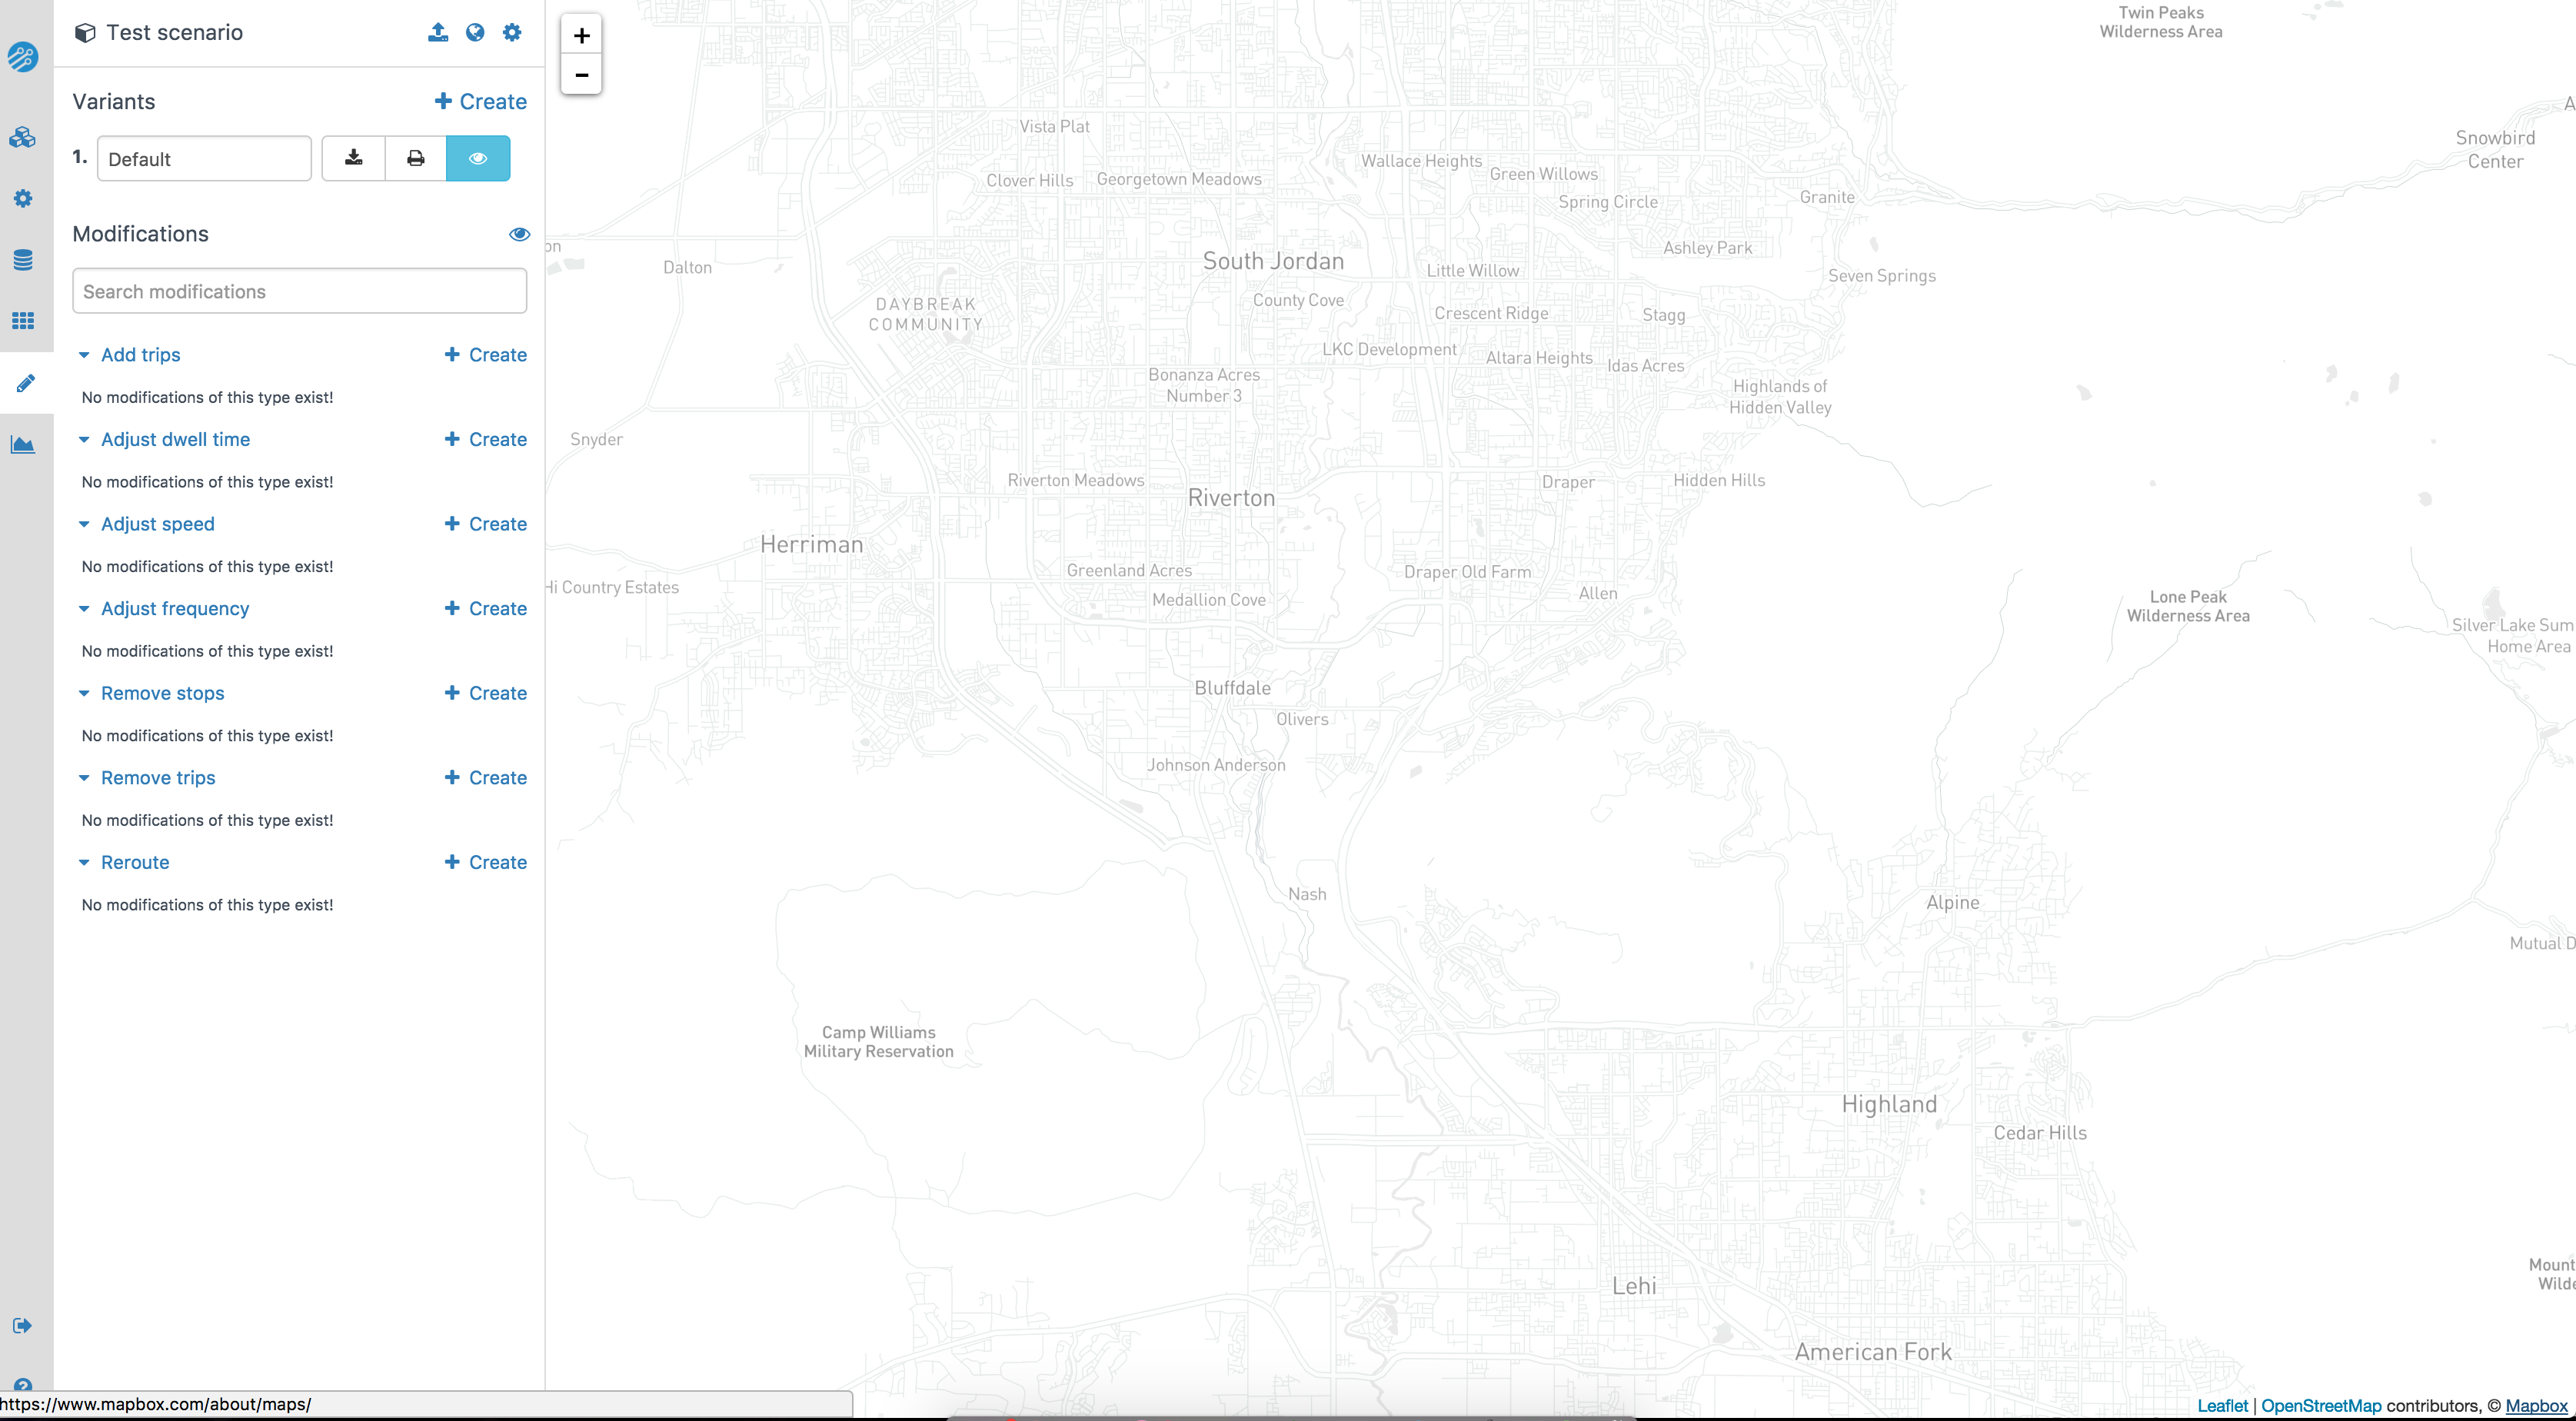 Test scenario
Variants
Create
1.
Default
Modifications
Search modifications
Add trips
Create
No modifications of this type exist!
Adjust dwell time
Create
No modifications of this type exist!
Adjust speed
Create
No modifications of this type exist!
Adjust frequency
Create
No modifications of this type exist!
Remove stops
Create
No modifications of this type exist!
Remove trips
Create
No modifications of this type exist!
Reroute
Create
No modifications of this type exist!
https://www.mapbox.com/about/maps/
+
−
Twin Peaks
Wilderness Area
Vista Plat
Snowbird
Center
Wallace Heights
Green Willows
Clover Hills
Georgetown Meadows
Spring Circle
Granite
on
Ashley Park
South Jordan
Dalton
Little Willow
Seven Springs
DAYBREAK
COMMUNITY
County Cove
Crescent Ridge
Stagg
LKC Development
Altara Heights
Idas Acres
Bonanza Acres
Number 3
Highlands of
Hidden Valley
Snyder
Riverton Meadows
Draper
Hidden Hills
Riverton
Herriman
Greenland Acres
Draper Old Farm
Hi Country Estates
Medallion Cove
Allen
Lone Peak
Wilderness Area
Silver Lake Sum
Home Area
Bluffdale
Olivers
Johnson Anderson
Nash
Alpine
Mutual D
Camp Williams
Military Reservation
Highland
Cedar Hills
Mount
Wilde
Lehi
American Fork
Leaflet | OpenStreetMap contributors, © Mapbox